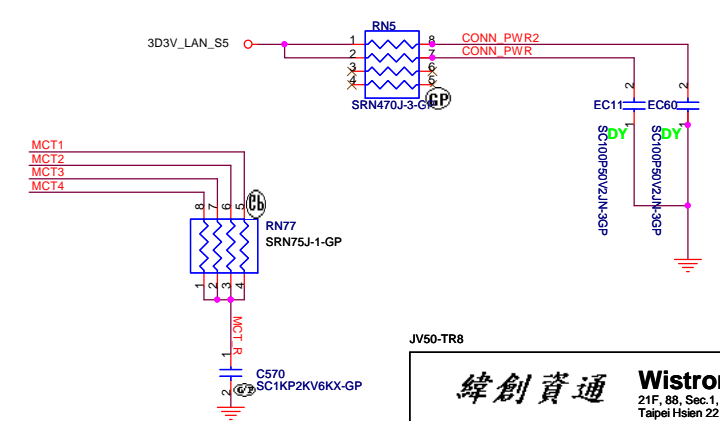 RN5
3D3V_LAN_S5
1
2
3
4
8
7
6
5
CONN_PWR2
CONN_PWR
SRN470J-3-GP
GP
2
2
EC11
EC60
1
1
DY
DY
SC100P50V2JN-3GP
SC100P50V2JN-3GP
MCT1
MCT2
MCT3
MCT4
8
7
6
5
RN77
SRN75J-1-GP
1
2
3
4
MCT_R
1
C570
SC1KP2KV6KX-GP
2
JV50-TR8
緯創資通
Wistron
21F, 88, Sec.1,
Taipei Hsien 22